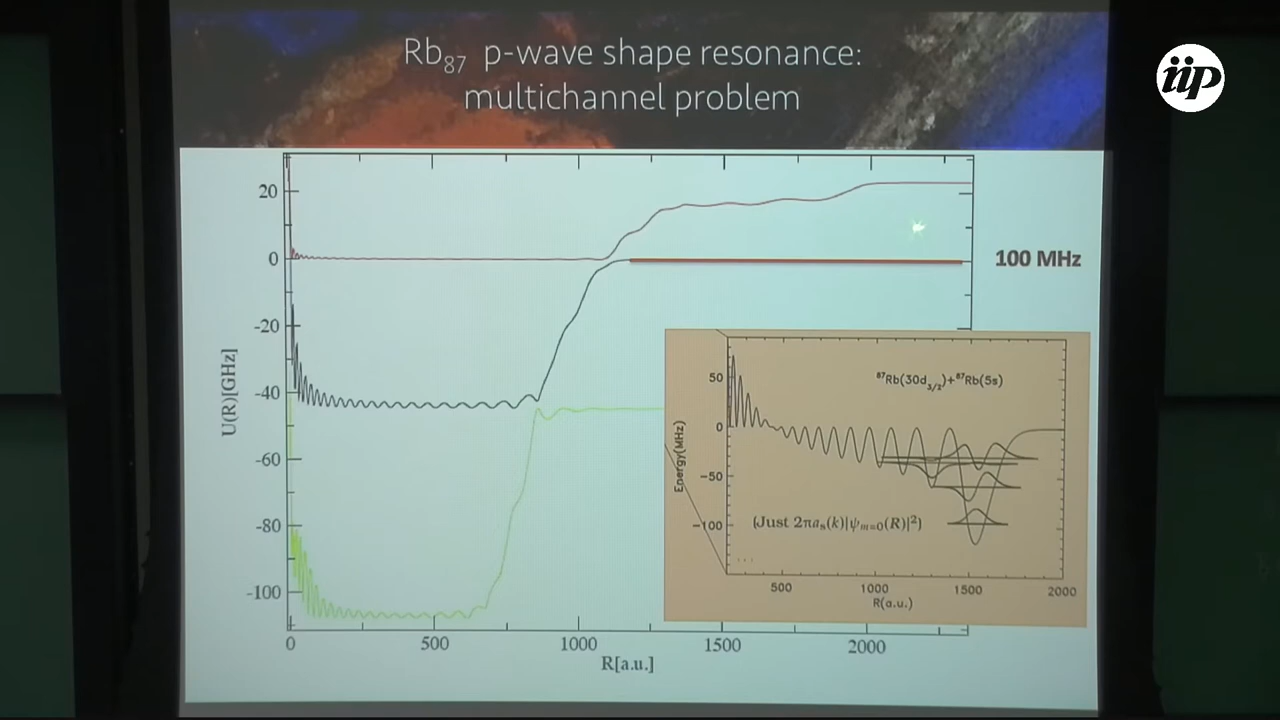 Rb₈₇ p-wave shape resonance:
multichannel problem
iip
20
0
-20
-40
-60
-80
-100
U(R)[GHz]
0
500
1000
1500
2000
R[a.u.]
100 MHz
50
0
−50
−100
Energy(MHz)
⁸⁷Rb(30d₃/₂)+⁸⁷Rb(5s)
(Just 2πaₛ(k)|ψₘ₌₀(R)|²)
...
500
1000
1500
2000
R(a.u.)